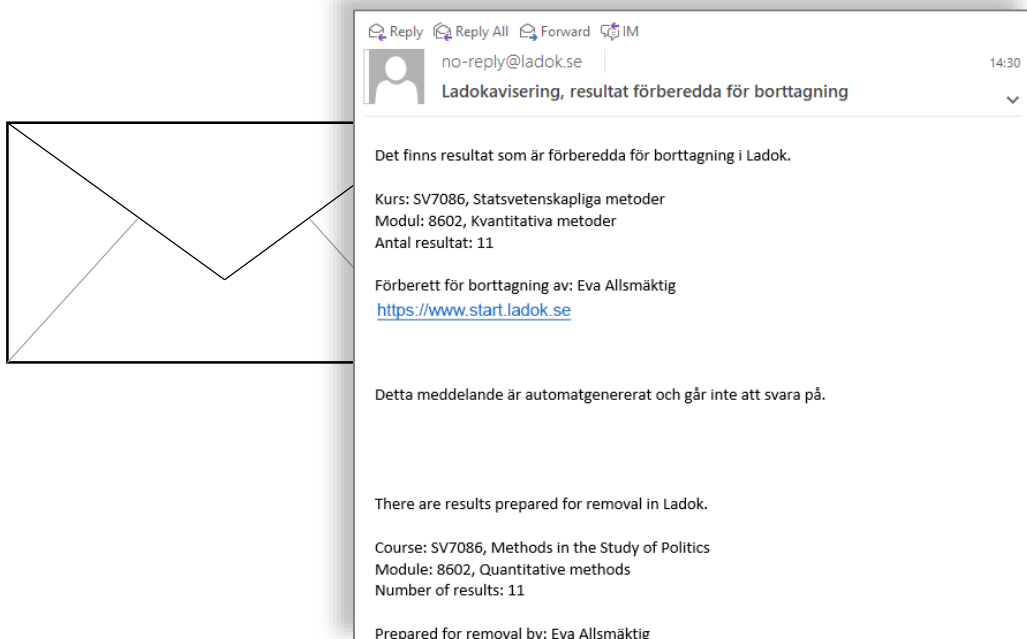 Reply Reply All Forward IM
no-reply@ladok.se 14:30
Ladokavisering, resultat förberedda för borttagning
Det finns resultat som är förberedda för borttagning i Ladok.
Kurs: SV7086, Statsvetenskapliga metoder
Modul: 8602, Kvantitativa metoder
Antal resultat: 11
Förberett för borttagning av: Eva Allsmäktig
https://www.start.ladok.se
Detta meddelande är automatgenererat och går inte att svara på.
There are results prepared for removal in Ladok.
Course: SV7086, Methods in the Study of Politics
Module: 8602, Quantitative methods
Number of results: 11
Prepared for removal by: Eva Allsmäktig